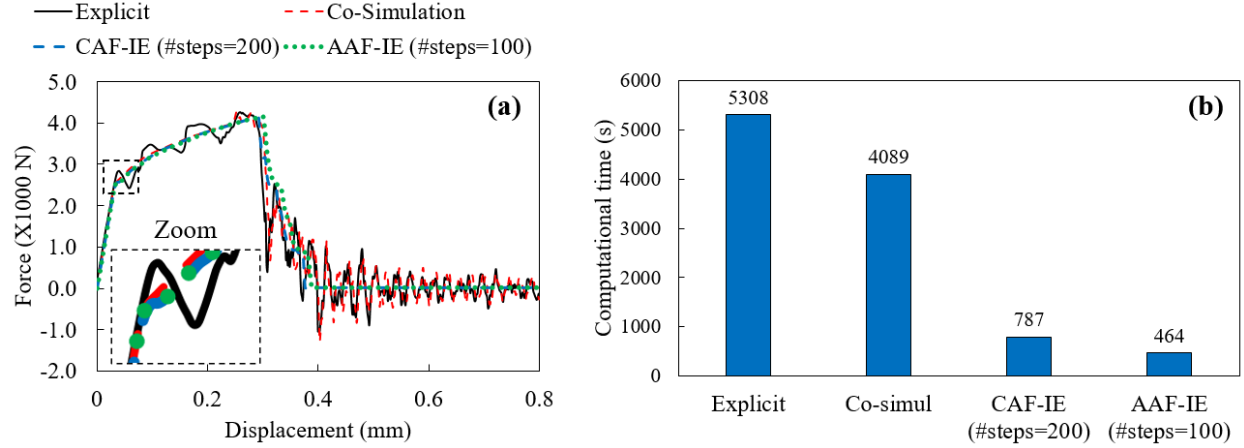 Explicit
Co-Simulation
CAF-IE (#steps=200)
AAF-IE (#steps=100)
(a)
5.0
4.0
3.0
2.0
1.0
0.0
-1.0
-2.0
Force (X1000 N)
Zoom
0
0.2
0.4
0.6
0.8
Displacement (mm)
(b)
6000
5000
4000
3000
2000
1000
0
Computational time (s)
5308
4089
787
464
Explicit
Co-simul
CAF-IE
(#steps=200)
AAF-IE
(#steps=100)